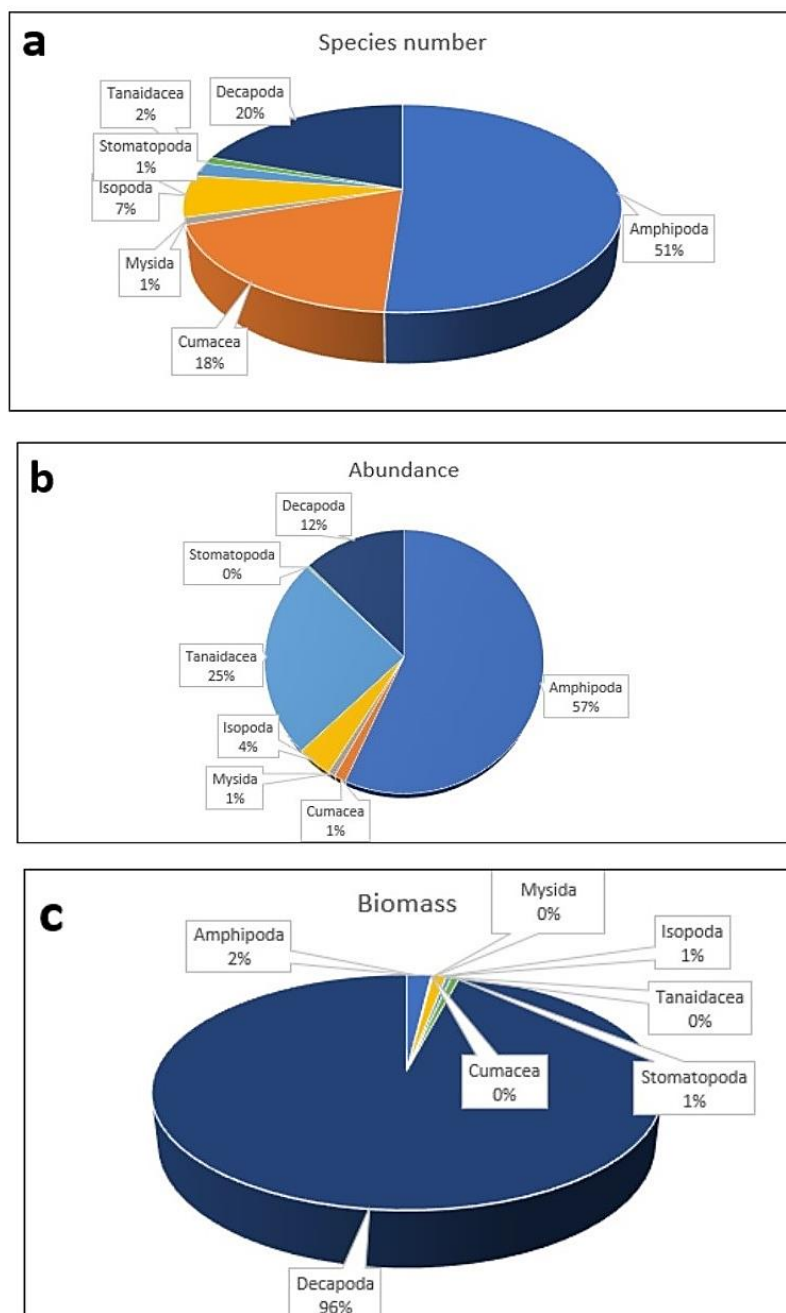 a
Species number
Tanaidacea
2%
Decapoda
20%
Stomatopoda
1%
Isopoda
7%
Mysida
1%
Cumacea
18%
Amphipoda
51%
b
Abundance
Decapoda
12%
Stomatopoda
0%
Tanaidacea
25%
Isopoda
4%
Mysida
1%
Cumacea
1%
Amphipoda
57%
c
Biomass
Mysida
0%
Amphipoda
2%
Isopoda
1%
Tanaidacea
0%
Cumacea
0%
Stomatopoda
1%
Decapoda
96%